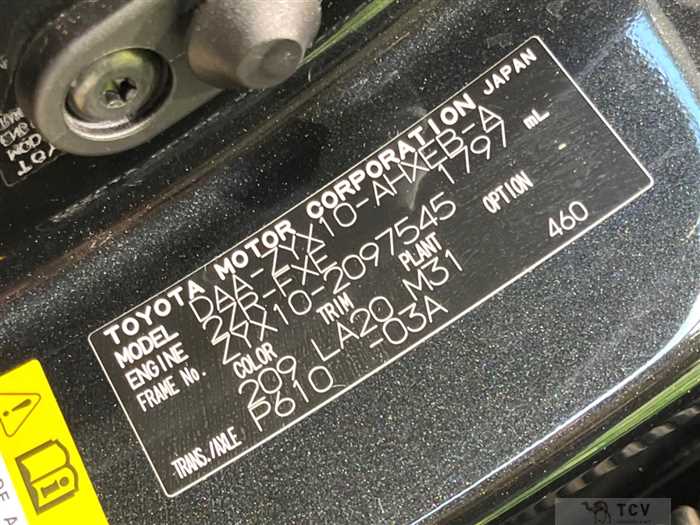 TOYOTA MOTOR CORPORATION JAPAN
MODEL DAA-ZYX10-AHXEB-A
ENGINE 2ZR-FXE 1797 mL
FRAME No. ZYX10-2097545
COLOR TRIM PLANT OPTION
209 LA20 M31 460
TRANS./AXLE P610 -03A
TCV